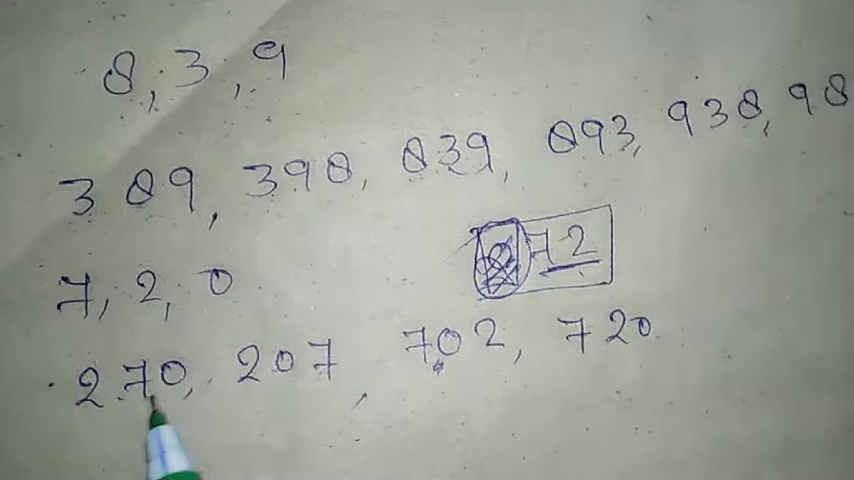 8, 3, 9
389, 398, 839, 893, 938, 98
72
7, 2, 0
270, 207, 702, 720